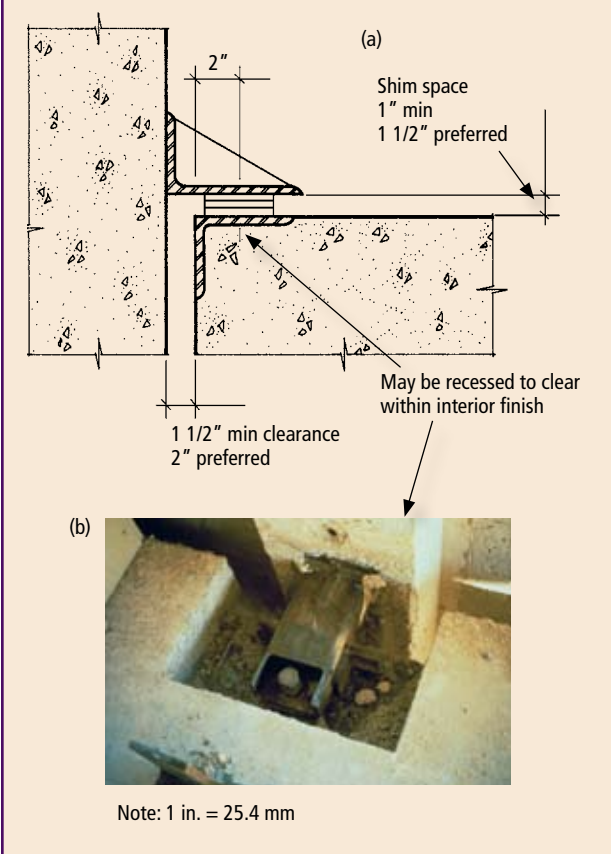 (a)
2”
Shim space
1” min
1 1/2” preferred
May be recessed to clear
within interior finish
1 1/2” min clearance
2” preferred
(b)
Note: 1 in. = 25.4 mm